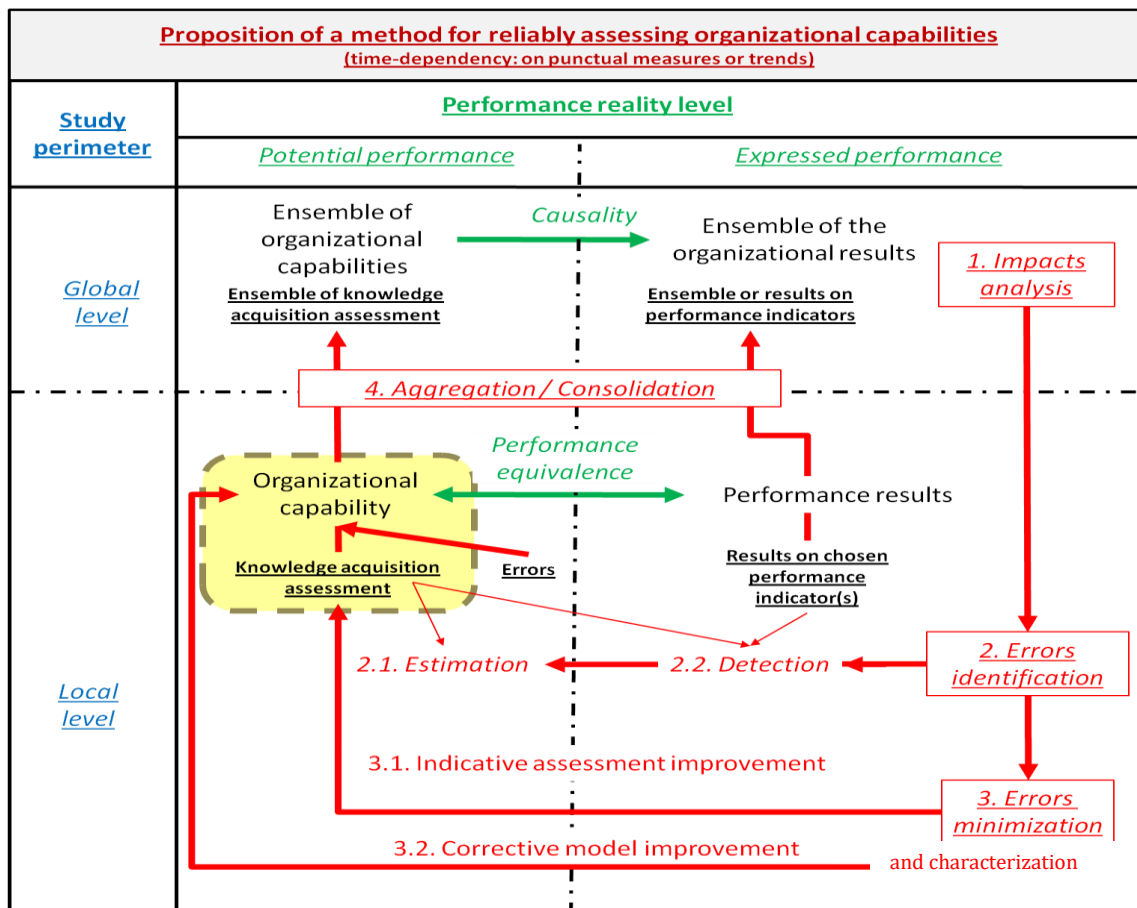 Proposition of a method for reliably assessing organizational capabilities
(time-dependency: on punctual measures or trends)
Study
perimeter
Performance reality level
Potential performance
Expressed performance
Global
level
Ensemble of
organizational
capabilities
Ensemble of knowledge
acquisition assessment
Causality
Ensemble of the
organizational results
Ensemble or results on
performance indicators
1. Impacts
analysis
4. Aggregation / Consolidation
Local
level
Organizational
capability
Knowledge acquisition
assessment
Performance
equivalence
Errors
Performance results
Results on chosen
performance
indicator(s)
2.1. Estimation
2.2. Detection
2. Errors
identification
3.1. Indicative assessment improvement
3. Errors
minimization
3.2. Corrective model improvement
and characterization